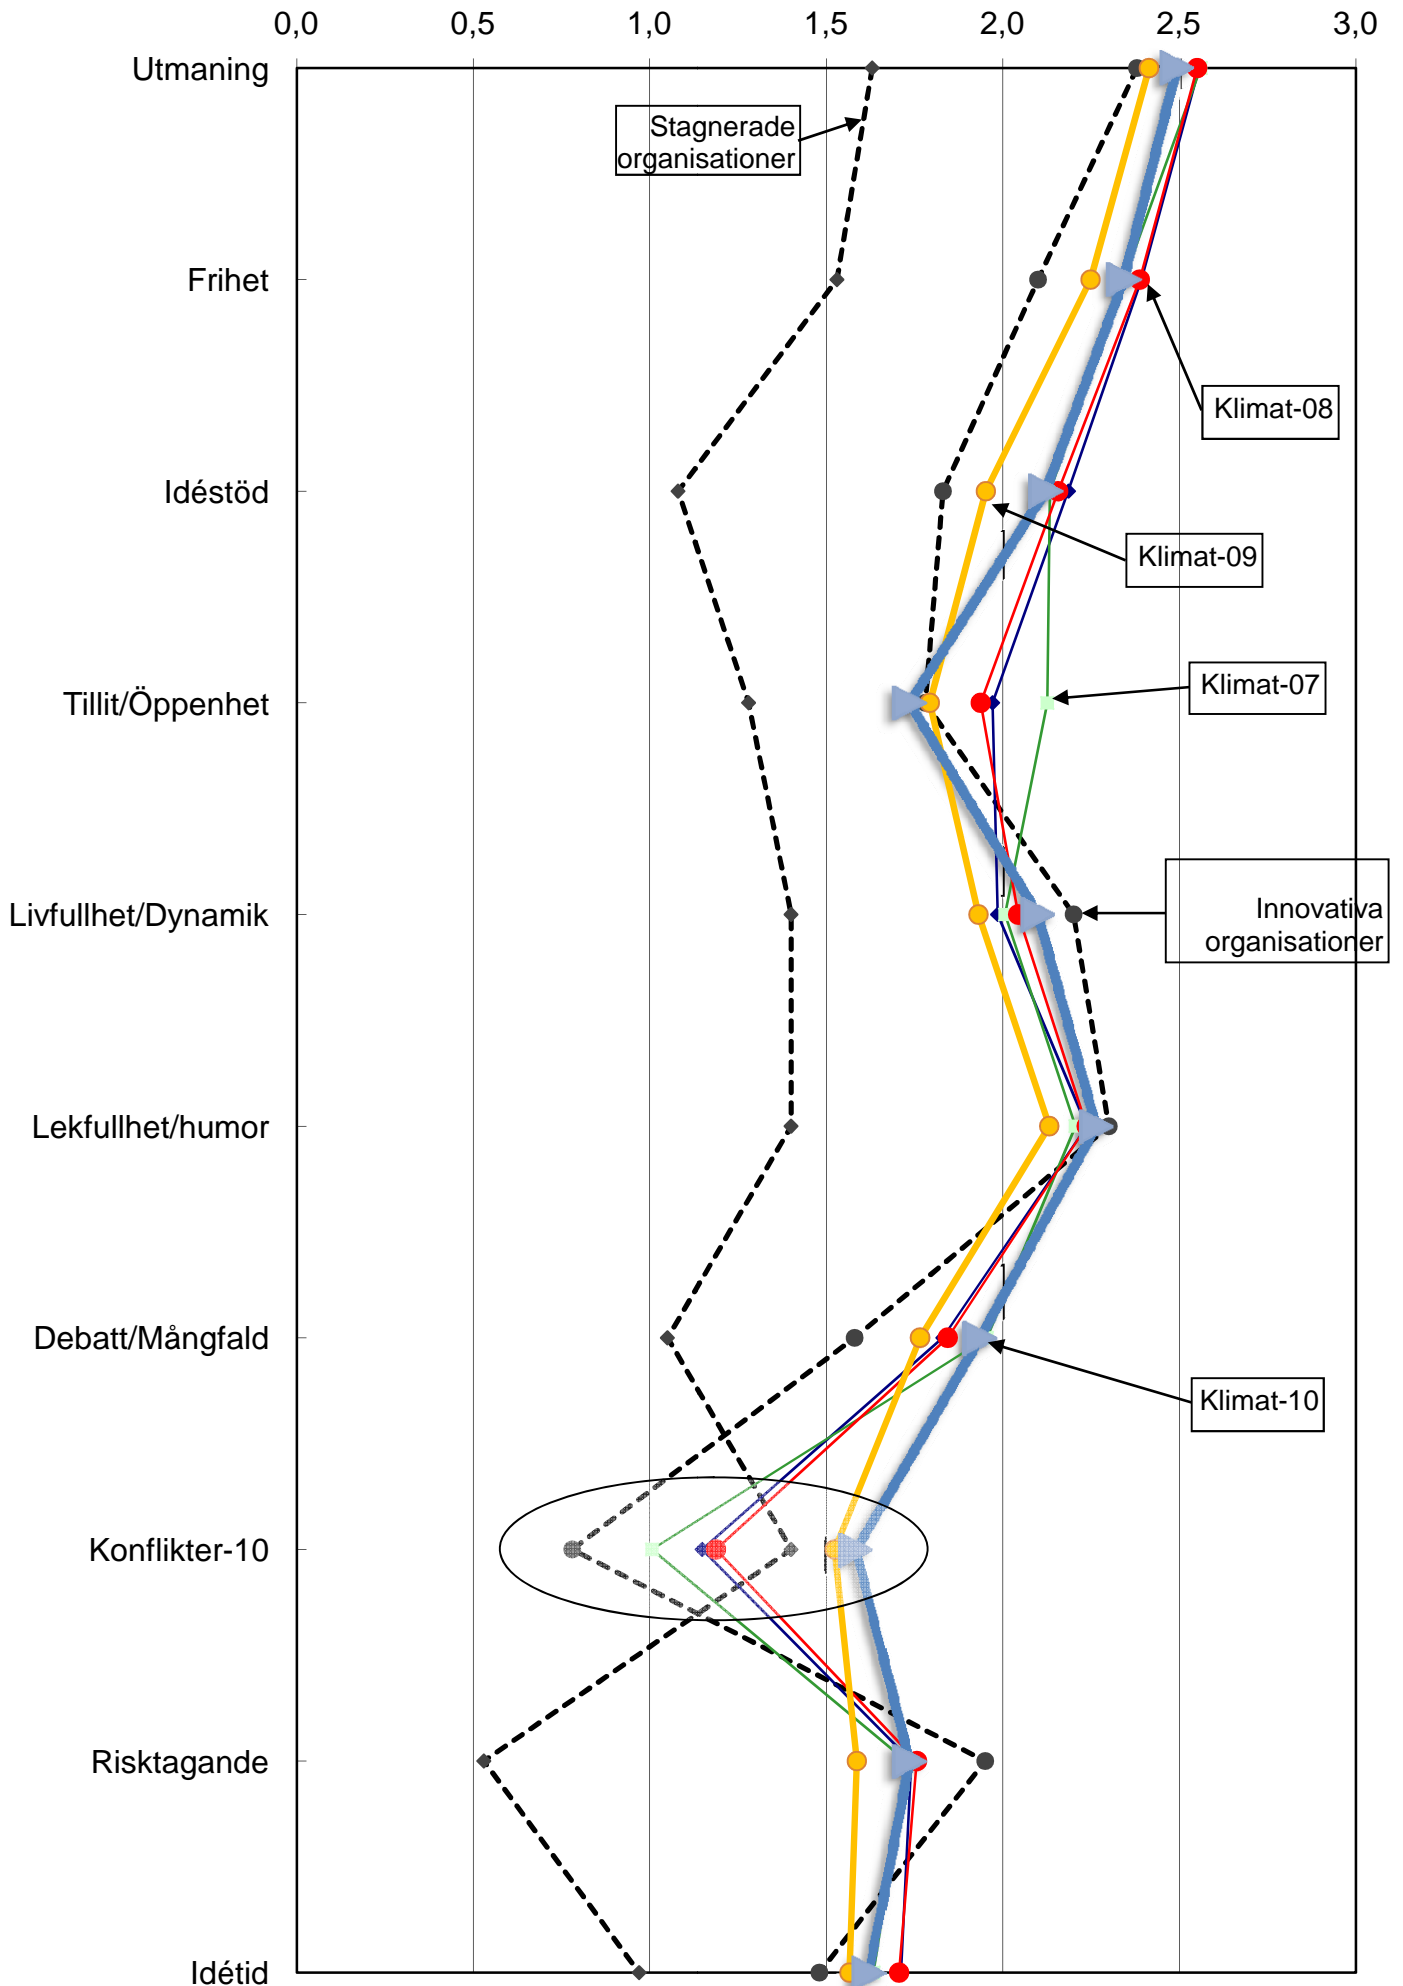 0,0 0,5 1,0 1,5 2,0 2,5 3,0
Utmaning
Stagnerade
organisationer
Frihet
Klimat-08
Idéstöd
Klimat-09
Klimat-07
Tillit/Öppenhet
Livfullhet/Dynamik
Innovativa
organisationer
Lekfullhet/humor
Debatt/Mångfald
Klimat-10
Konflikter-10
Risktagande
Idétid